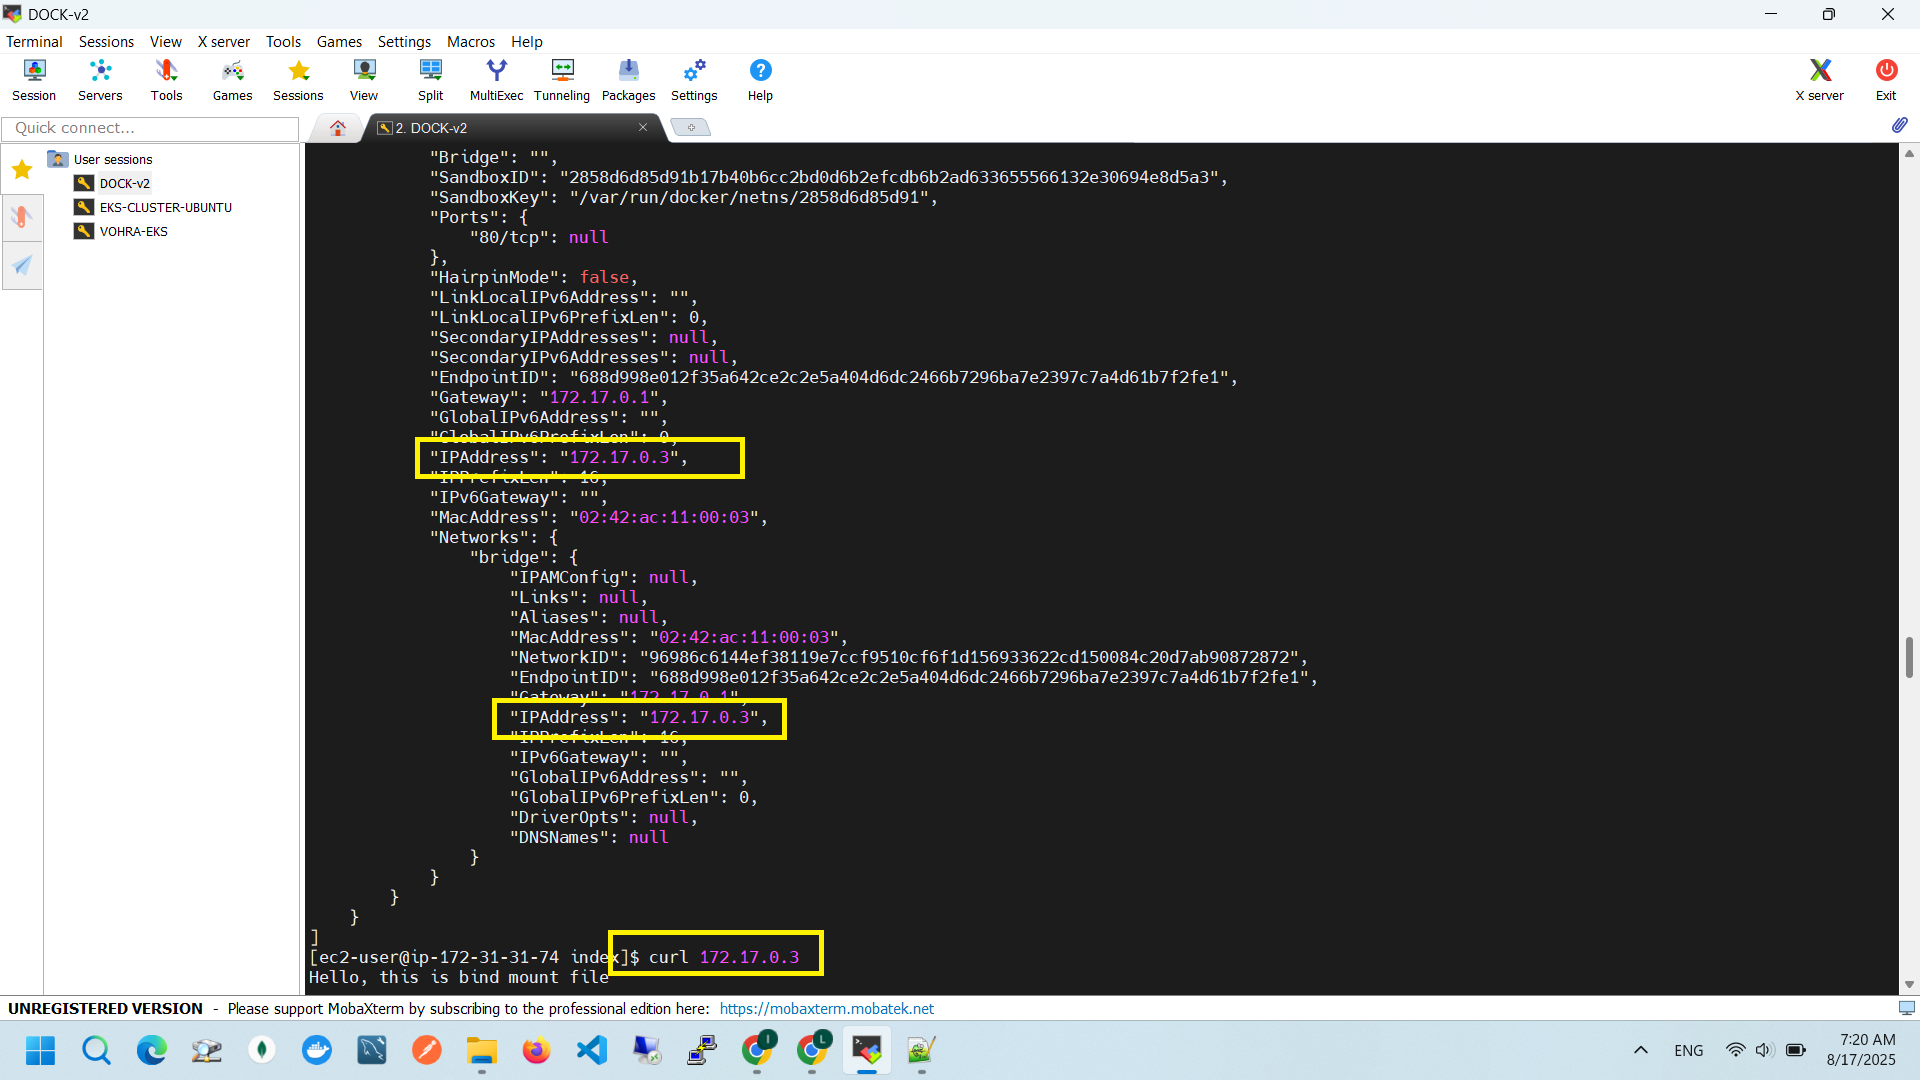 DOCK-v2
Terminal Sessions View X server Tools Games Settings Macros Help
Session Servers Tools Games Sessions View Split MultiExec Tunneling Packages Settings Help X server Exit
Quick connect...
2. DOCK-v2
User sessions
DOCK-v2
EKS-CLUSTER-UBUNTU
VOHRA-EKS
"Bridge": "",
"SandboxID": "2858d6d85d91b17b40b6cc2bd0d6b2efcdb6b2ad633655566132e30694e8d5a3",
"SandboxKey": "/var/run/docker/netns/2858d6d85d91",
"Ports": {
"80/tcp": null
},
"HairpinMode": false,
"LinkLocalIPv6Address": "",
"LinkLocalIPv6PrefixLen": 0,
"SecondaryIPAddresses": null,
"SecondaryIPv6Addresses": null,
"EndpointID": "688d998e012f35a642ce2c2e5a404d6dc2466b7296ba7e2397c7a4d61b7f2fe1",
"Gateway": "172.17.0.1",
"GlobalIPv6Address": "",
"GlobalIPv6PrefixLen": 0,
"IPAddress": "172.17.0.3",
"IPPrefixLen": 16,
"IPv6Gateway": "",
"MacAddress": "02:42:ac:11:00:03",
"Networks": {
"bridge": {
"IPAMConfig": null,
"Links": null,
"Aliases": null,
"MacAddress": "02:42:ac:11:00:03",
"NetworkID": "96986c6144ef38119e7ccf9510cf6f1d156933622cd150084c20d7ab90872872",
"EndpointID": "688d998e012f35a642ce2c2e5a404d6dc2466b7296ba7e2397c7a4d61b7f2fe1",
"Gateway": "172.17.0.1",
"IPAddress": "172.17.0.3",
"IPPrefixLen": 16,
"IPv6Gateway": "",
"GlobalIPv6Address": "",
"GlobalIPv6PrefixLen": 0,
"DriverOpts": null,
"DNSNames": null
}
}
}
}
]
[ec2-user@ip-172-31-31-74 index]$ curl 172.17.0.3
Hello, this is bind mount file
UNREGISTERED VERSION - Please support MobaXterm by subscribing to the professional edition here: https://mobaxterm.mobatek.net
I L ENG 7:20 AM
8/17/2025